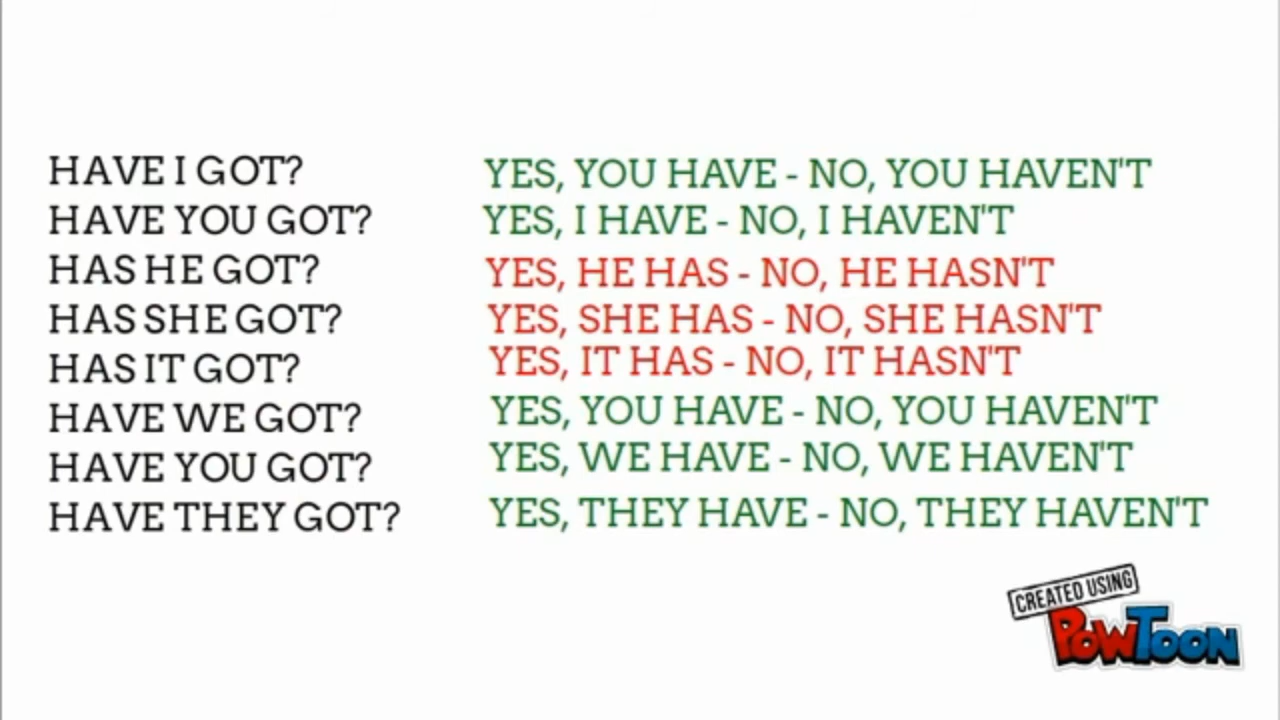 HAVE I GOT? YES, YOU HAVE - NO, YOU HAVEN'T
HAVE YOU GOT? YES, I HAVE - NO, I HAVEN'T
HAS HE GOT? YES, HE HAS - NO, HE HASN'T
HAS SHE GOT? YES, SHE HAS - NO, SHE HASN'T
HAS IT GOT? YES, IT HAS - NO, IT HASN'T
HAVE WE GOT? YES, YOU HAVE - NO, YOU HAVEN'T
HAVE YOU GOT? YES, WE HAVE - NO, WE HAVEN'T
HAVE THEY GOT? YES, THEY HAVE - NO, THEY HAVEN'T
CREATED USING
POWTOON